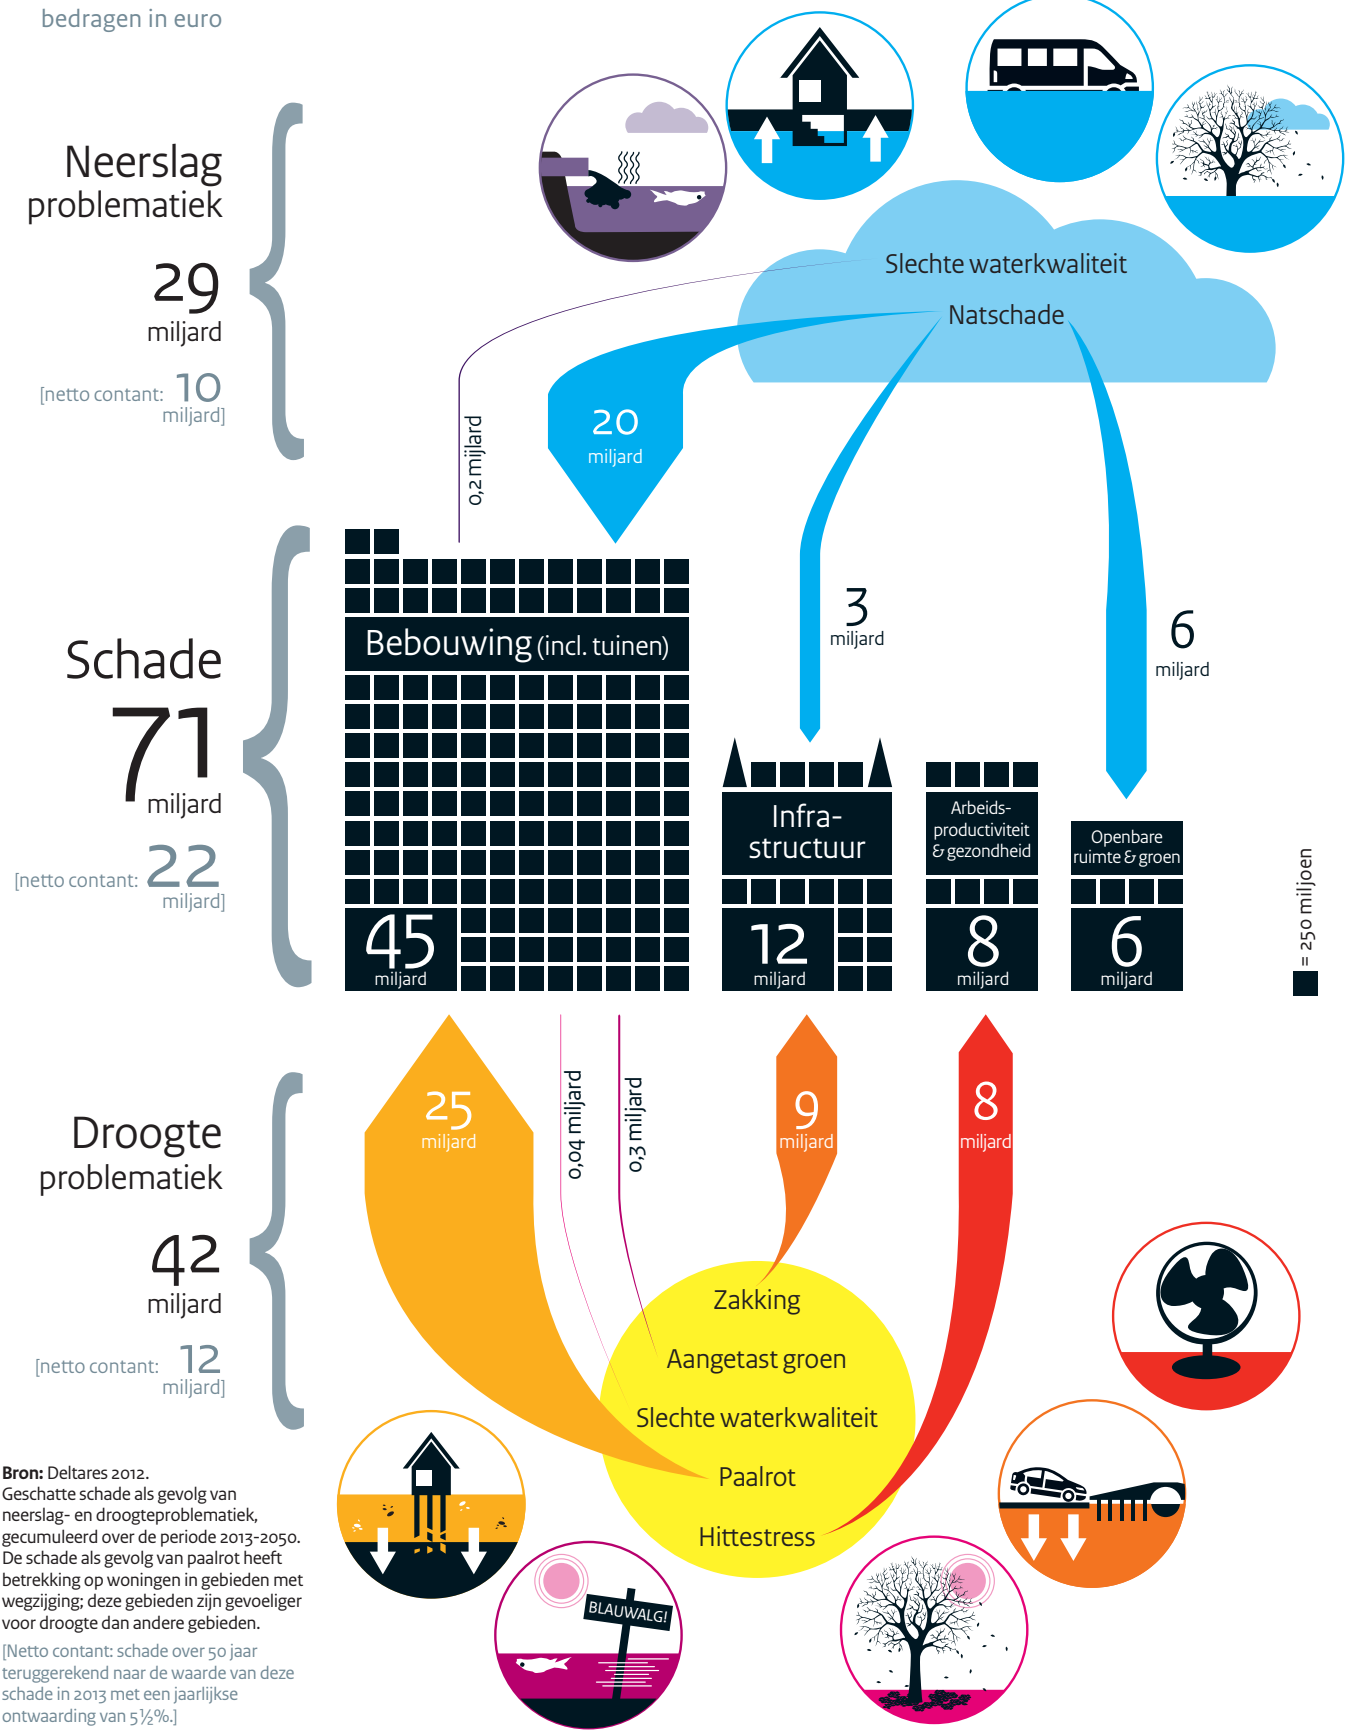 bedragen in euro
Neerslag
problematiek
29
miljard
[netto contant: 10
miljard]
Slechte waterkwaliteit
Natschade
0,2 mijlard
20
miljard
3
miljard
6
miljard
Schade
71
miljard
[netto contant: 22
miljard]
Bebouwing (incl. tuinen)
45
miljard
Infra-
structuur
12
miljard
Arbeids-
productiviteit
& gezondheid
8
miljard
Openbare
ruimte & groen
6
miljard
= 250 miljoen
Droogte
problematiek
42
miljard
[netto contant: 12
miljard]
25
miljard
0,04 miljard
0,3 miljard
9
miljard
8
miljard
Zakking
Aangetast groen
Slechte waterkwaliteit
Paalrot
Hittestress
BLAUWALG!
Bron: Deltares 2012.
Geschatte schade als gevolg van
neerslag- en droogteproblematiek,
gecumuleerd over de periode 2013-2050.
De schade als gevolg van paalrot heeft
betrekking op woningen in gebieden met
wegzijging; deze gebieden zijn gevoeliger
voor droogte dan andere gebieden.
[Netto contant: schade over 50 jaar
teruggerekend naar de waarde van deze
schade in 2013 met een jaarlijkse
ontwaarding van 5½%.]